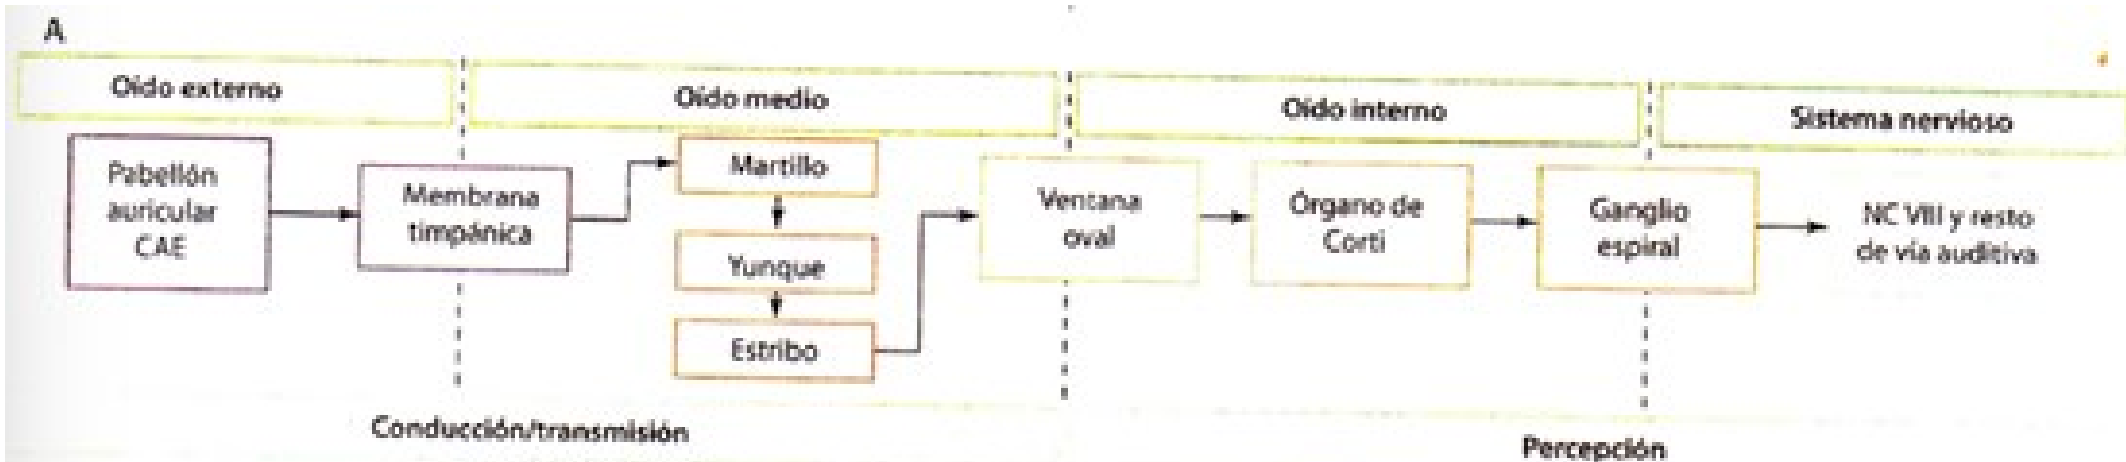 A
Oído externo
Oído medio
Oído interno
Sistema nervioso
Pabellón
auricular
CAE
Membrana
timpánica
Martillo
Yunque
Estribo
Ventana
oval
Órgano de
Corti
Ganglio
espiral
NC VIII y resto
de vía auditiva
Conducción/transmisión
Percepción